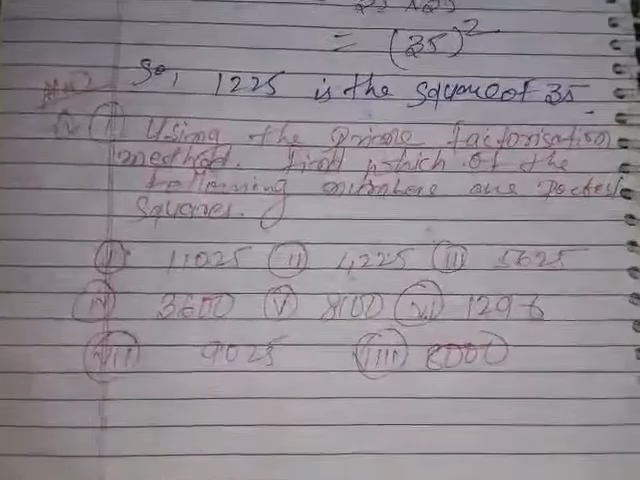 = (35)²
So, 1225 is the square of 35
Q (1) Using the prime factorisation
method. find which of the
following numbers are perfect
squares.
(i) 11025 (ii) 4225 (iii) 5625
(iv) 3600 (v) 8100 (vi) 1296
(vii) 9025 (viii) 8000